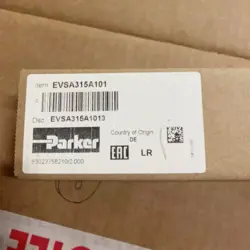 Item EVSA315A101
Dsc EVSA315A1013
Parker
Country of Origin
DE
EAC
LR